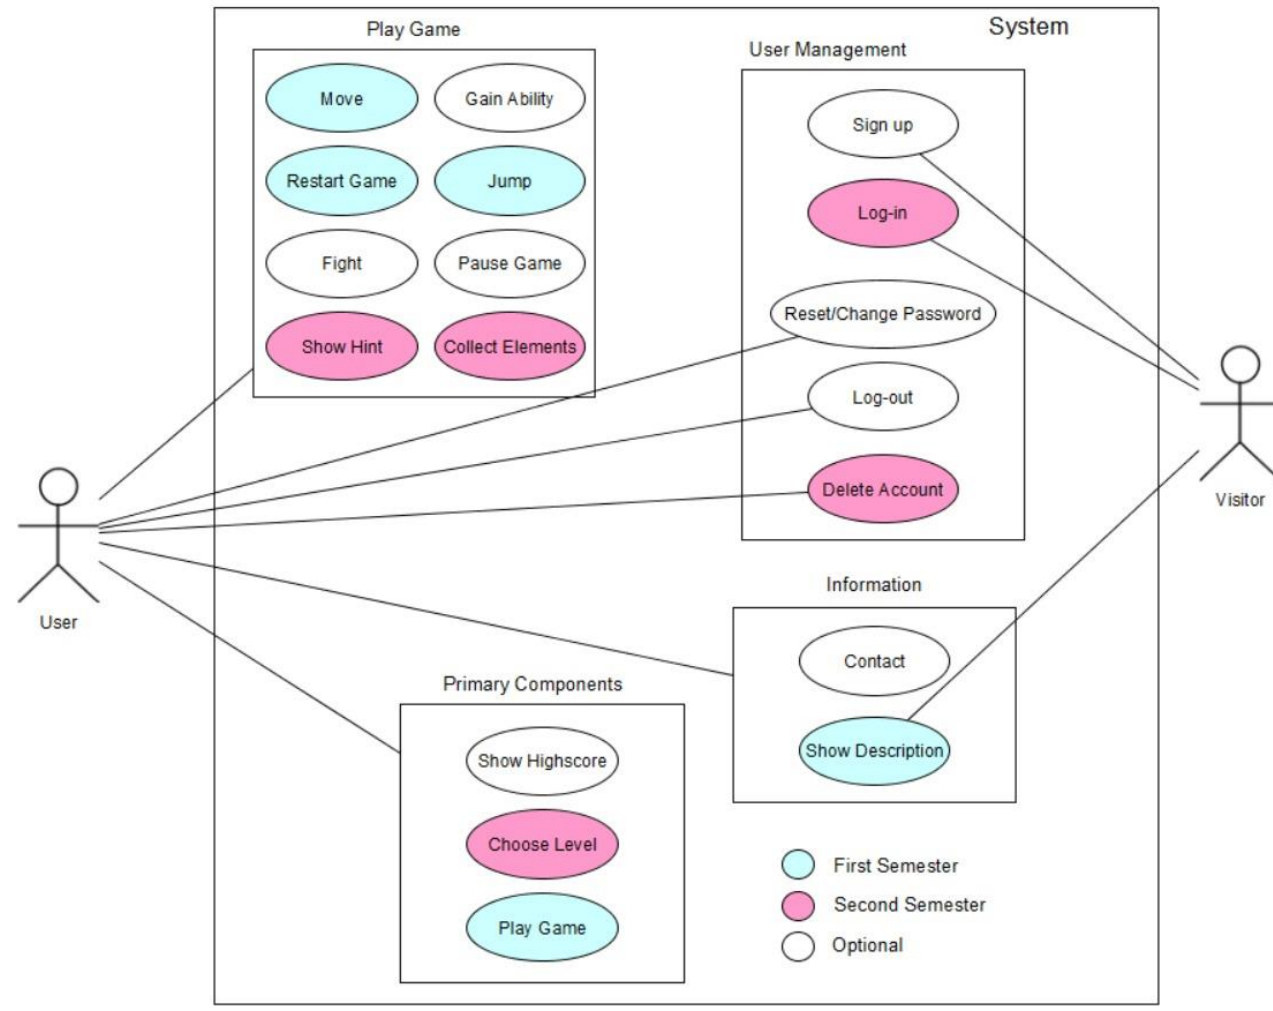 System
Play Game
Move
Gain Ability
Restart Game
Jump
Fight
Pause Game
Show Hint
Collect Elements
User Management
Sign up
Log-in
Reset/Change Password
Log-out
Delete Account
Visitor
User
Information
Contact
Show Description
Primary Components
Show Highscore
Choose Level
Play Game
First Semester
Second Semester
Optional